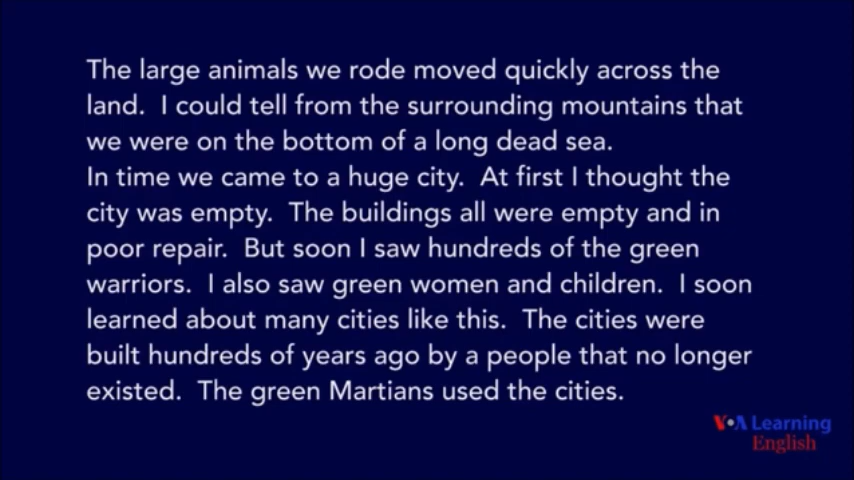 The large animals we rode moved quickly across the
land.  I could tell from the surrounding mountains that
we were on the bottom of a long dead sea.
In time we came to a huge city.  At first I thought the
city was empty.  The buildings all were empty and in
poor repair.  But soon I saw hundreds of the green
warriors.  I also saw green women and children.  I soon
learned about many cities like this.  The cities were
built hundreds of years ago by a people that no longer
existed.  The green Martians used the cities.
VOA Learning
English